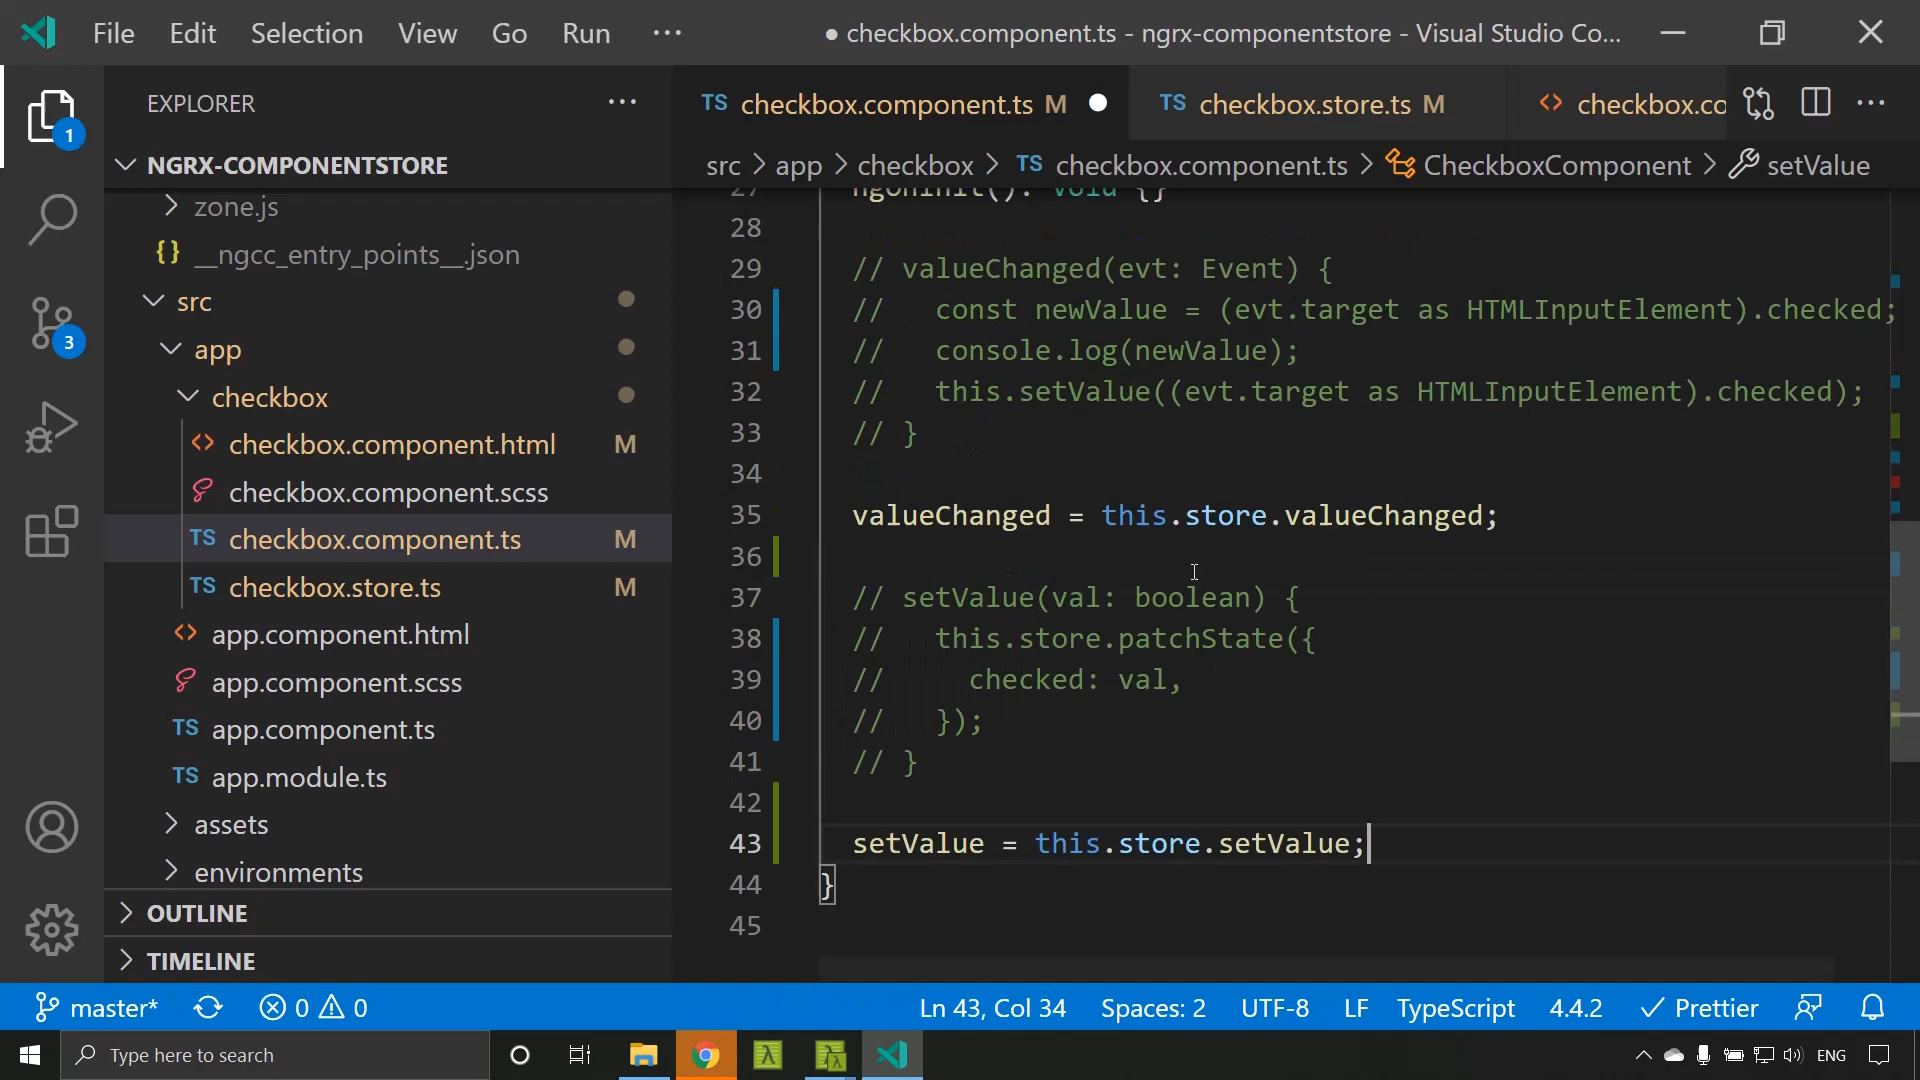 File Edit Selection View Go Run ···
● checkbox.component.ts - ngrx-componentstore - Visual Studio Co...
EXPLORER ···
1
3
NGRX-COMPONENTSTORE
zone.js
{} __ngcc_entry_points__.json
src
app
checkbox
<> checkbox.component.html M
checkbox.component.scss
TS checkbox.component.ts M
TS checkbox.store.ts M
<> app.component.html
app.component.scss
TS app.component.ts
TS app.module.ts
assets
environments
OUTLINE
TIMELINE
TS checkbox.component.ts M
TS checkbox.store.ts M
<> checkbox.co
···
src > app > checkbox > TS checkbox.component.ts > CheckboxComponent > setValue
27 ngOnInit(): void {}
28
29 // valueChanged(evt: Event) {
30 //   const newValue = (evt.target as HTMLInputElement).checked;
31 //   console.log(newValue);
32 //   this.setValue((evt.target as HTMLInputElement).checked);
33 // }
34
35 valueChanged = this.store.valueChanged;
36
37 // setValue(val: boolean) {
38 //   this.store.patchState({
39 //     checked: val,
40 //   });
41 // }
42
43 setValue = this.store.setValue;
44 }
45
master* 0 0 Ln 43, Col 34 Spaces: 2 UTF-8 LF TypeScript 4.4.2 Prettier
Type here to search ENG